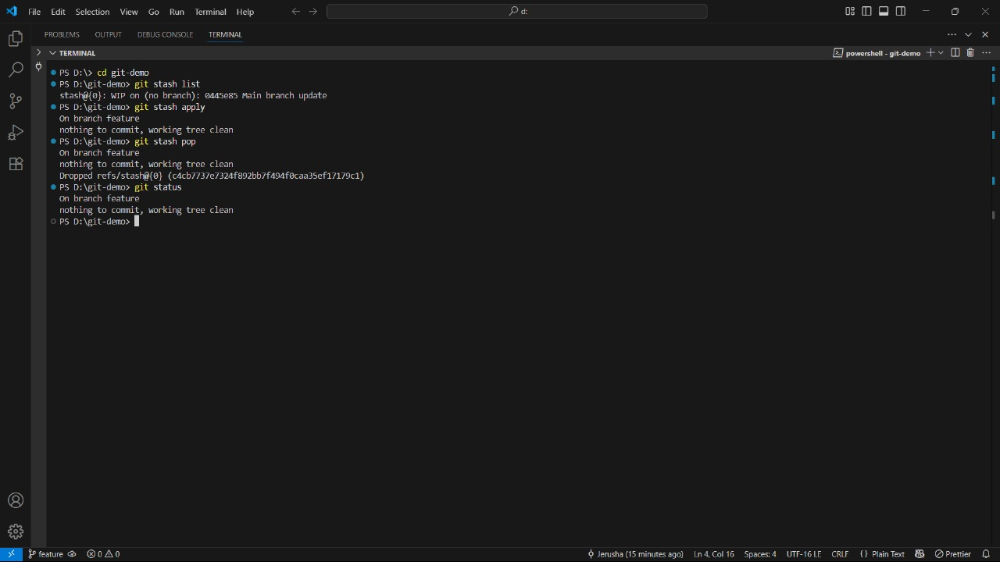 File Edit Selection View Go Run Terminal Help
d:
PROBLEMS OUTPUT DEBUG CONSOLE TERMINAL
TERMINAL
powershell - git-demo
PS D:\> cd git-demo
PS D:\git-demo> git stash list
stash@{0}: WIP on (no branch): 0445e85 Main branch update
PS D:\git-demo> git stash apply
On branch feature
nothing to commit, working tree clean
PS D:\git-demo> git stash pop
On branch feature
nothing to commit, working tree clean
Dropped refs/stash@{0} (c4cb7737e7324f892bb7f494f0caa35ef17179c1)
PS D:\git-demo> git status
On branch feature
nothing to commit, working tree clean
PS D:\git-demo>
feature 0 0 Jerusha (15 minutes ago) Ln 4, Col 16 Spaces: 4 UTF-16 LE CRLF {} Plain Text Prettier